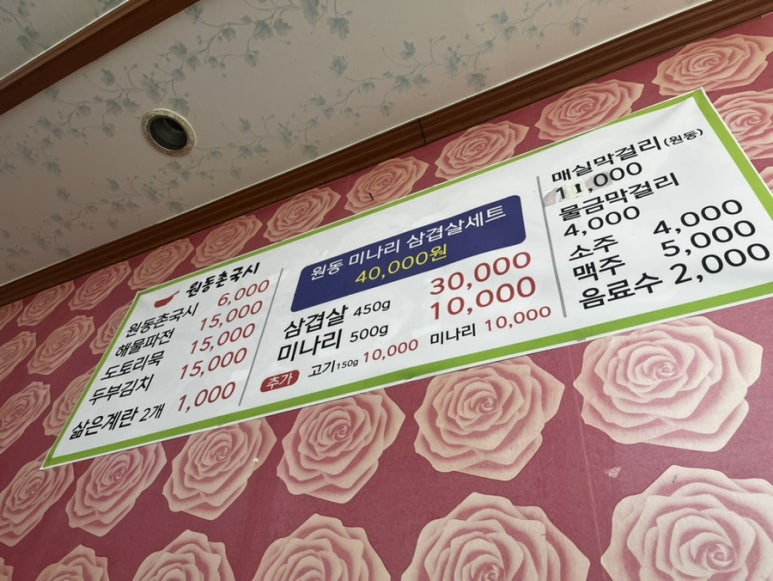 원동촌국시
원동촌국시 6,000
해물파전 15,000
도토리묵 15,000
두부김치 15,000
삶은계란 2개 1,000
원동 미나리 삼겹살세트
40,000원
삼겹살 450g 30,000
미나리 500g 10,000
추가 고기150g 10,000 미나리 10,000
매실막걸리(원동)
11,000
물금막걸리
4,000
소주 4,000
맥주 5,000
음료수 2,000